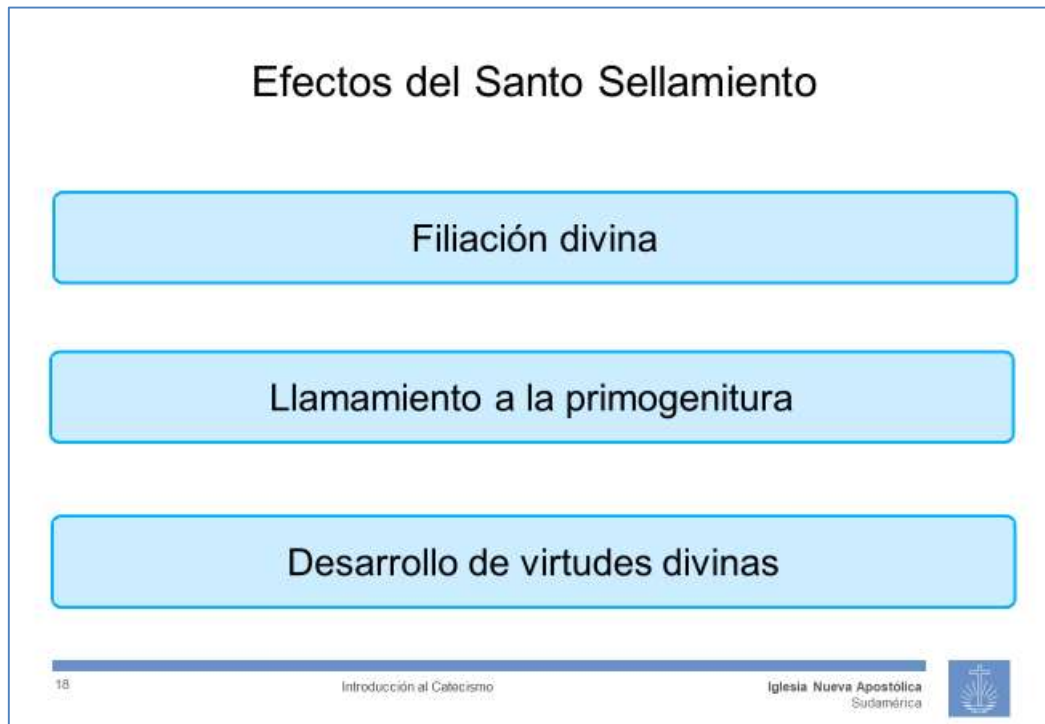 Efectos del Santo Sellamiento
Filiación divina
Llamamiento a la primogenitura
Desarrollo de virtudes divinas
18
Introducción al Catecismo
Iglesia Nueva Apostólica
Sudamérica